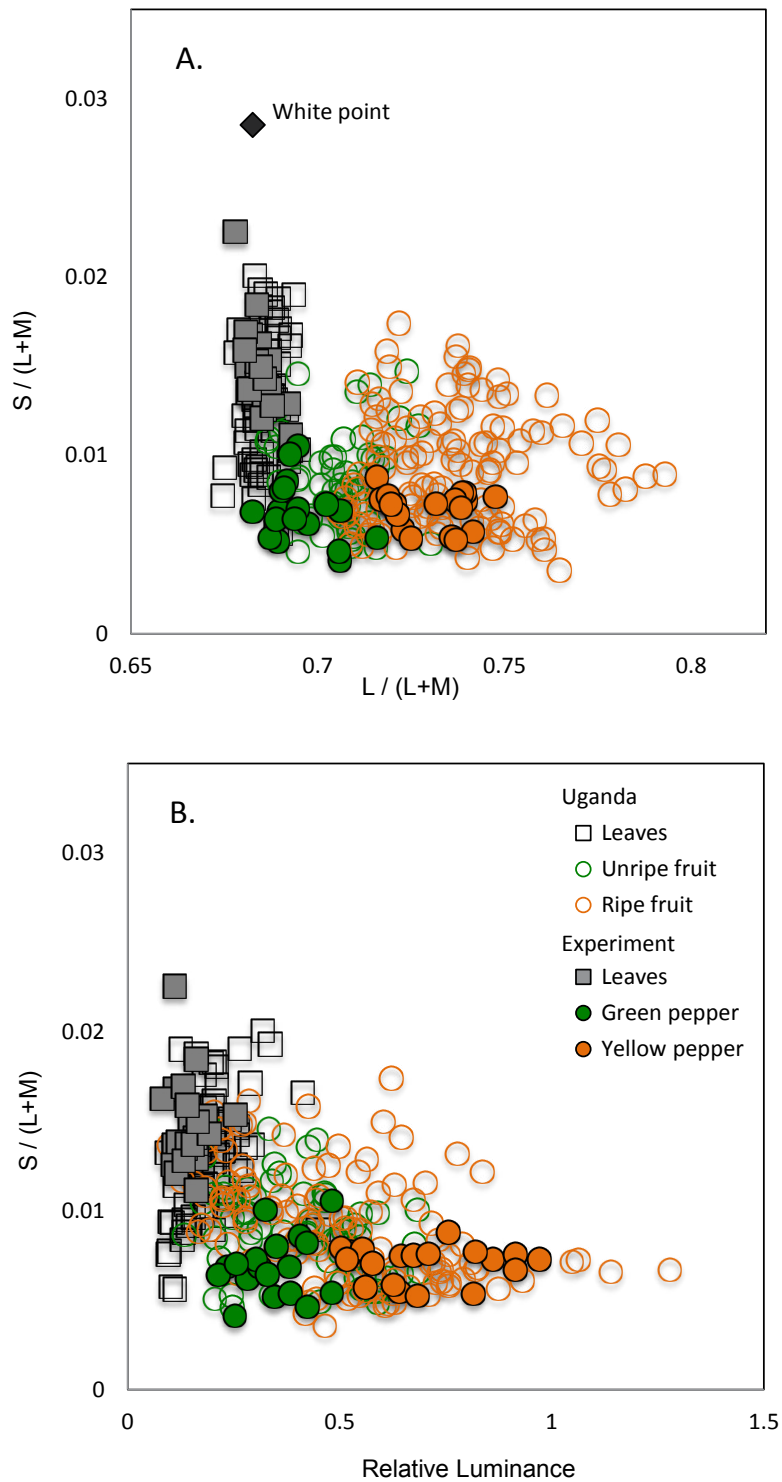 A.
White point
0.03
0.02
0.01
0
S / (L+M)
0.65 0.7 0.75 0.8
L / (L+M)
B.
Uganda
Leaves
Unripe fruit
Ripe fruit
Experiment
Leaves
Green pepper
Yellow pepper
0.03
0.02
0.01
0
S / (L+M)
0 0.5 1 1.5
Relative Luminance